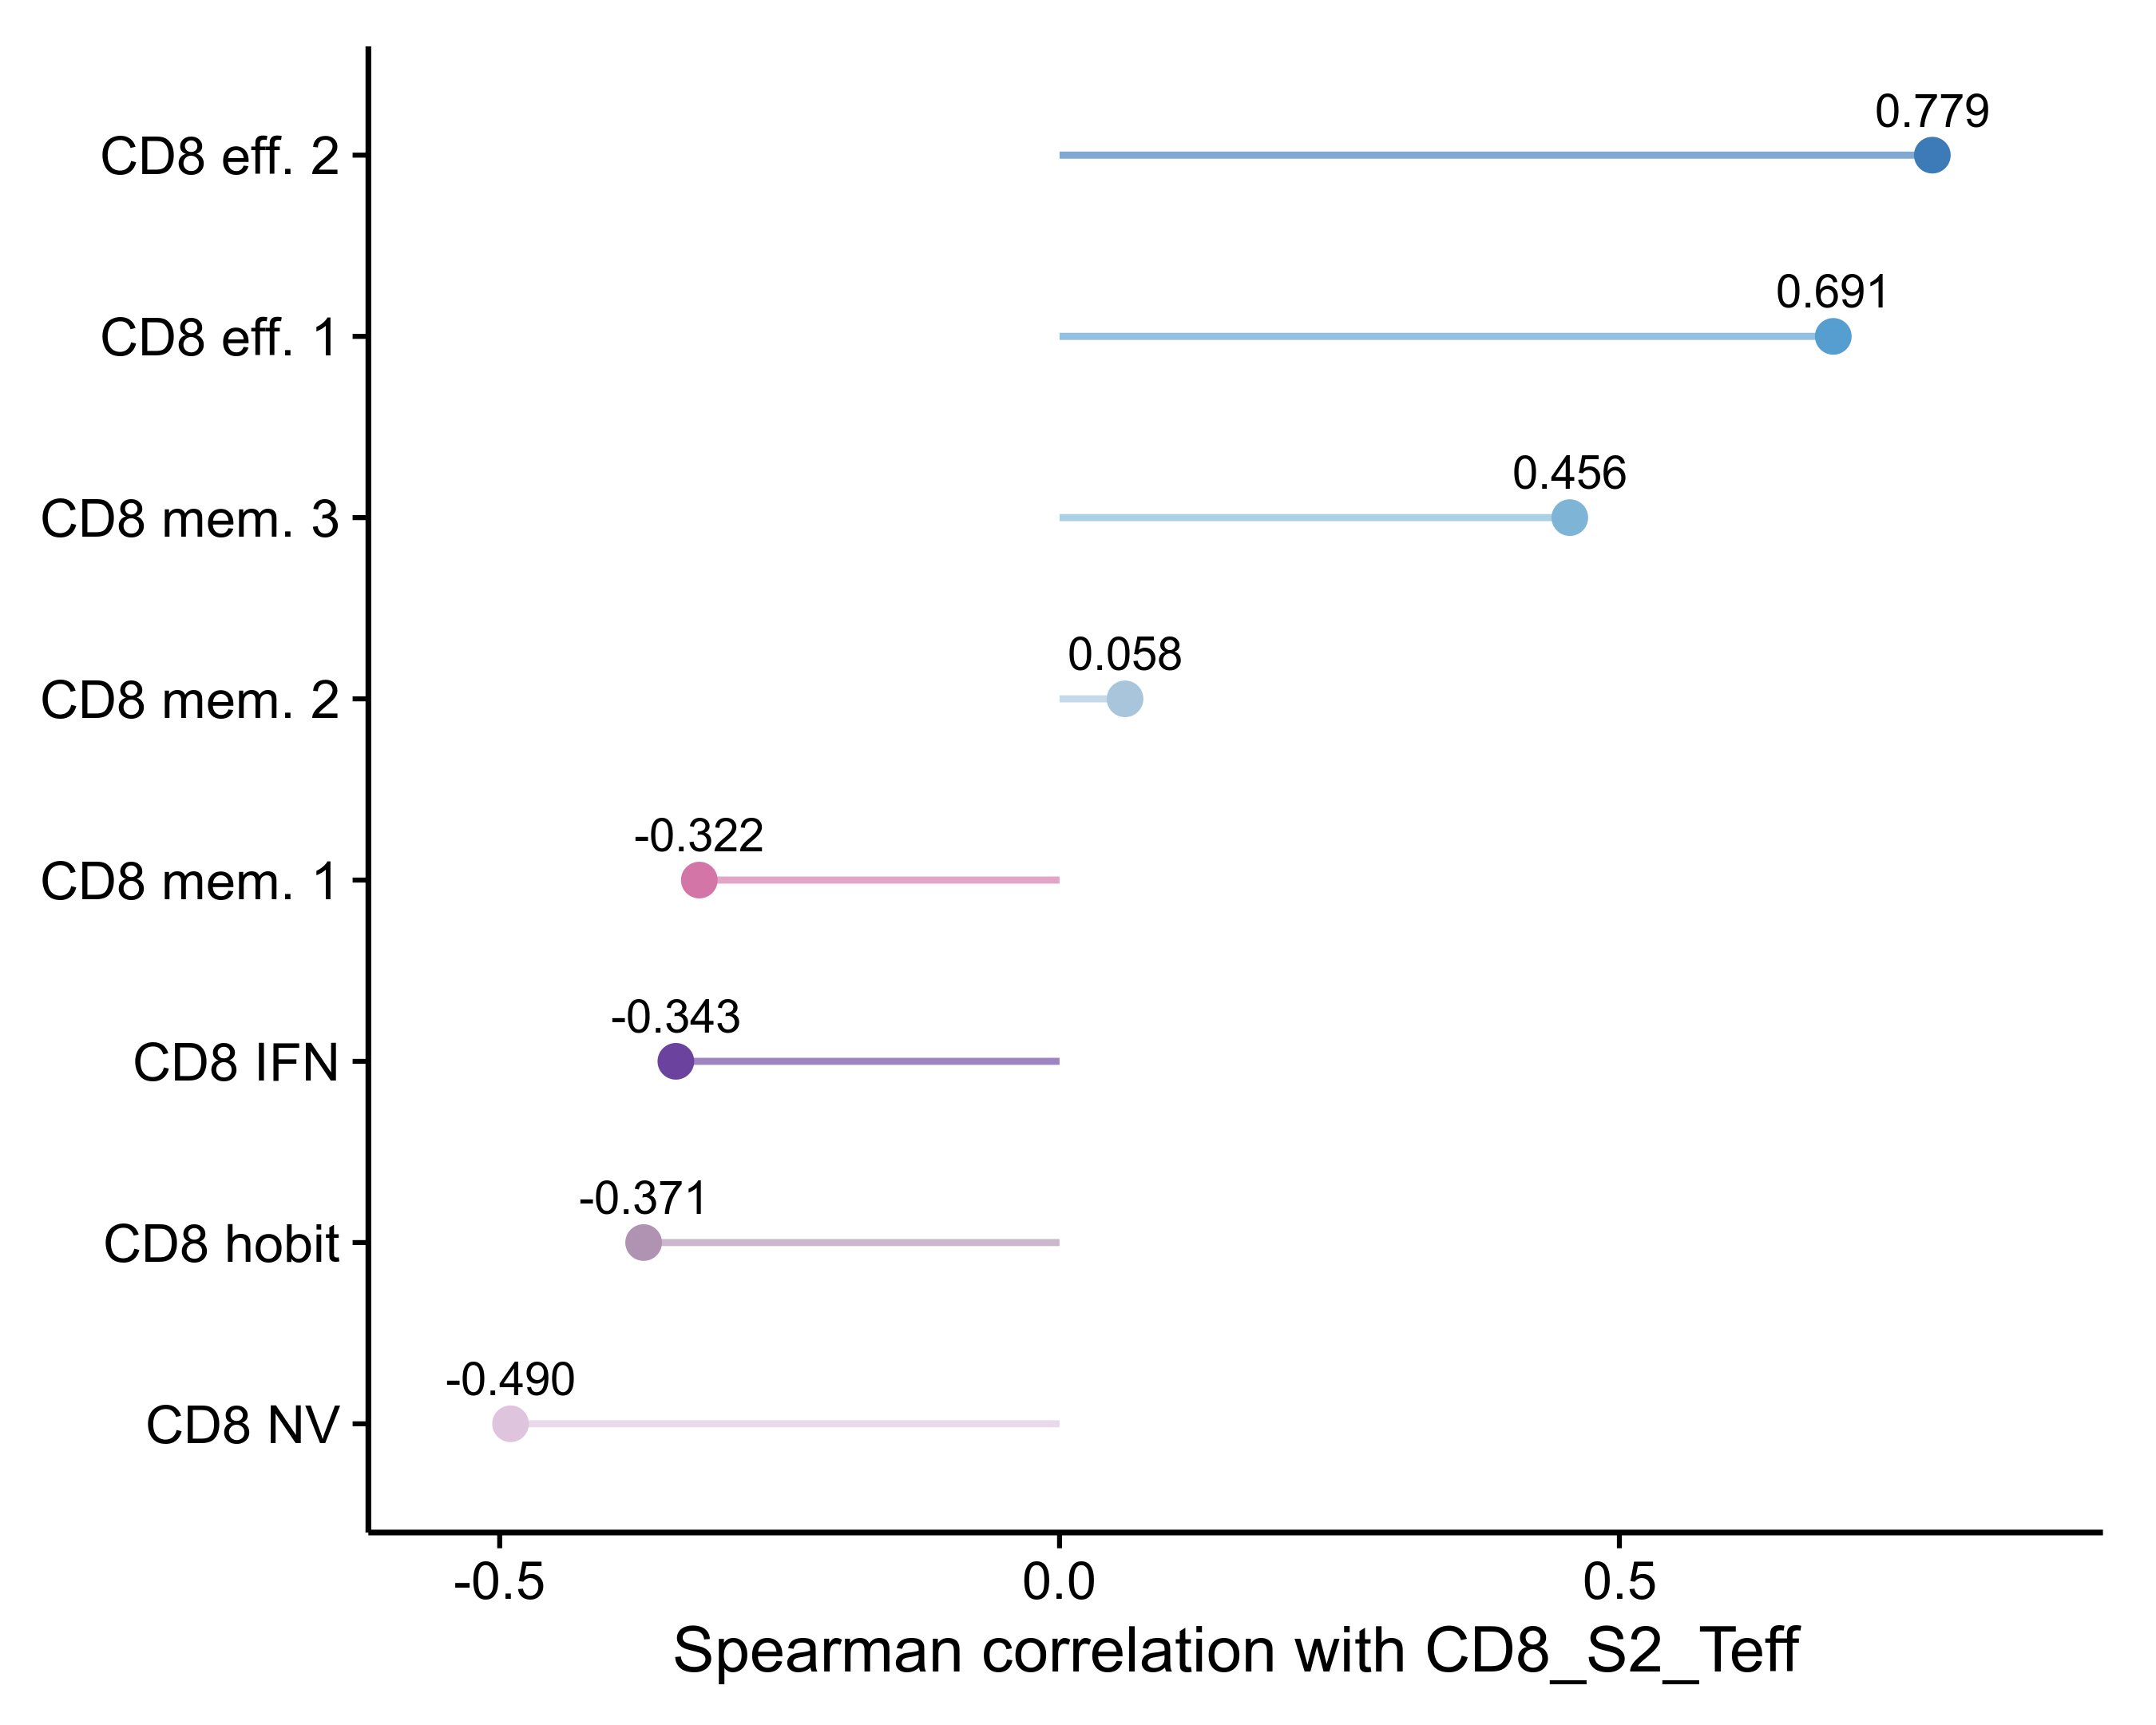 0.779
CD8 eff. 2
0.691
CD8 eff. 1
0.456
CD8 mem. 3
0.058
CD8 mem. 2
-0.322
CD8 mem. 1
-0.343
CD8 IFN
-0.371
CD8 hobit
-0.490
CD8 NV
-0.5 0.0 0.5
Spearman correlation with CD8_S2_Teff